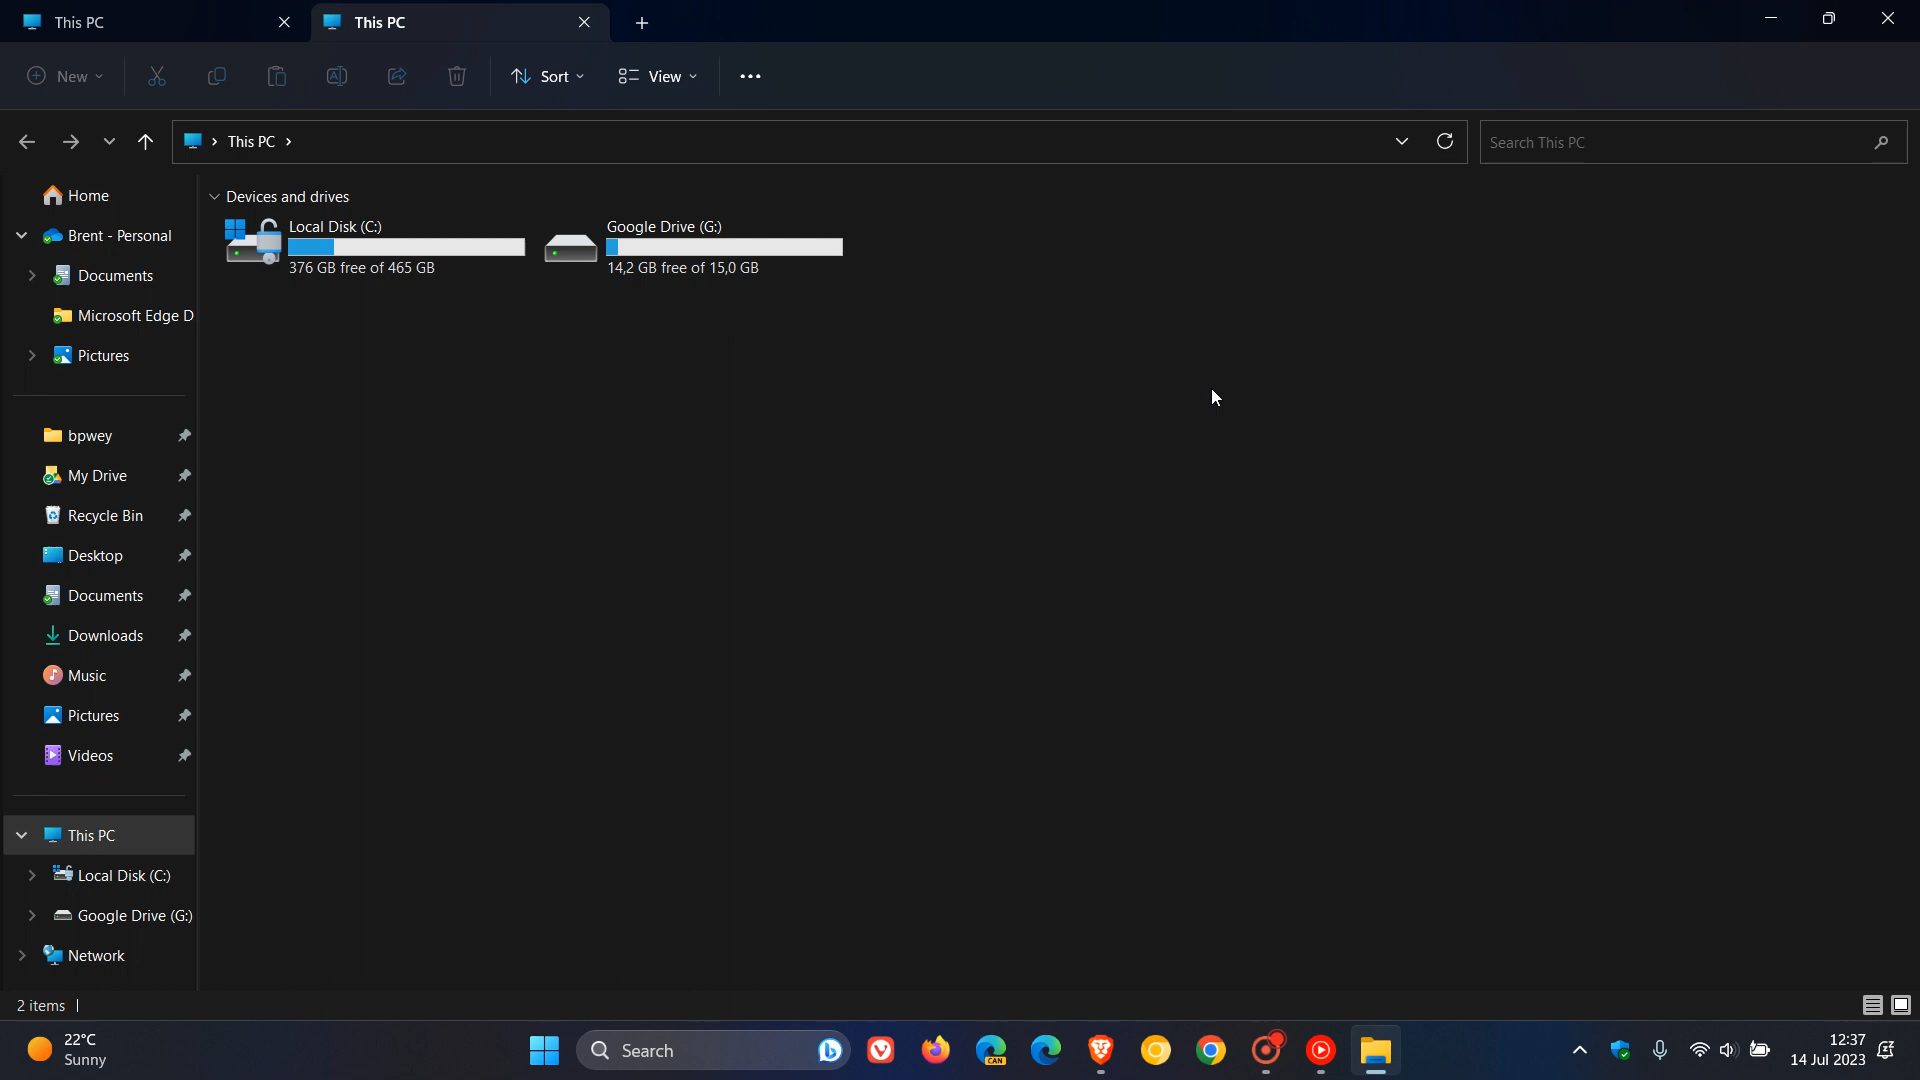 This PC
This PC
New
Sort
View
This PC
Search This PC
Home
Brent - Personal
Documents
Microsoft Edge D
Pictures
bpwey
My Drive
Recycle Bin
Desktop
Documents
Downloads
Music
Pictures
Videos
This PC
Local Disk (C:)
Google Drive (G:)
Network
Devices and drives
Local Disk (C:)
376 GB free of 465 GB
Google Drive (G:)
14,2 GB free of 15,0 GB
2 items
22°C
Sunny
Search
CAN
12:37
14 Jul 2023